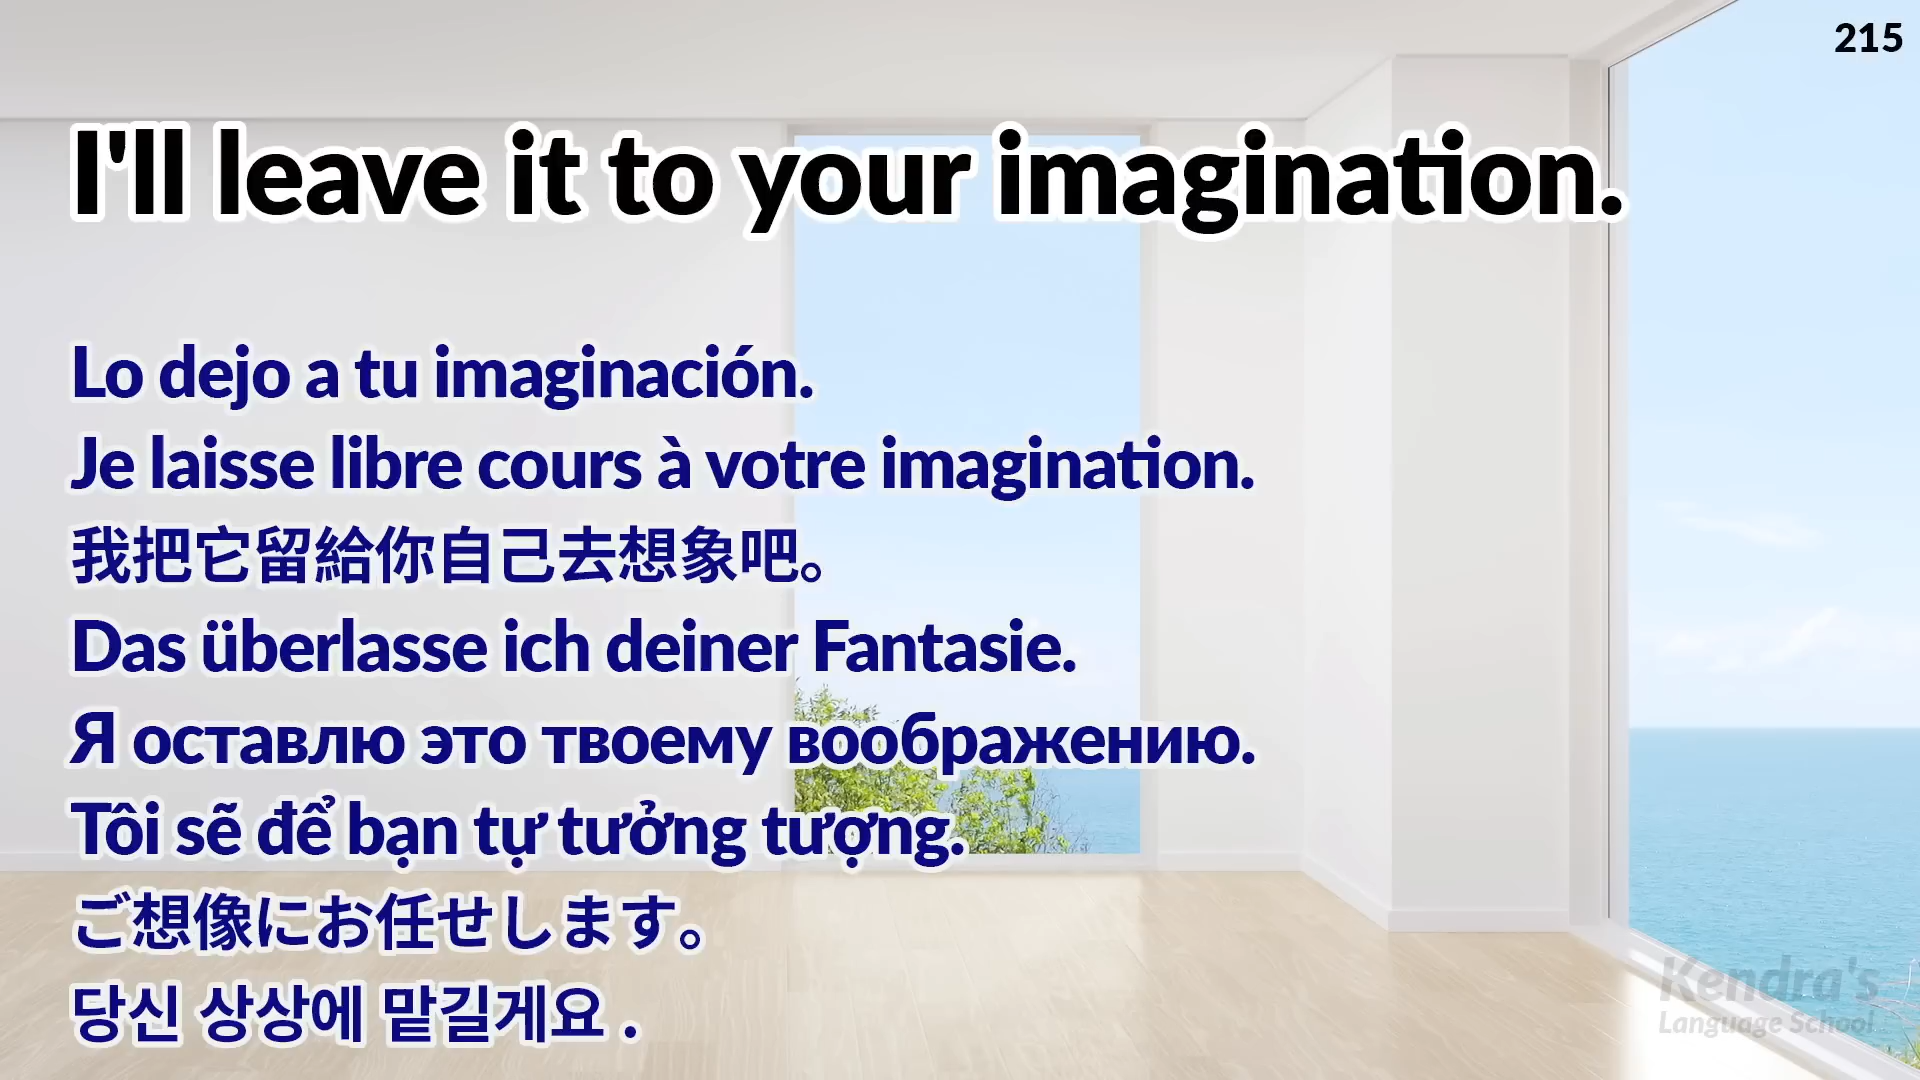 215
I'll leave it to your imagination.
Lo dejo a tu imaginación.
Je laisse libre cours à votre imagination.
我把它留給你自己去想象吧。
Das überlasse ich deiner Fantasie.
Я оставлю это твоему воображению.
Tôi sẽ để bạn tự tưởng tượng.
ご想像にお任せします。
당신 상상에 맡길게요 .
Kendra's
Language School